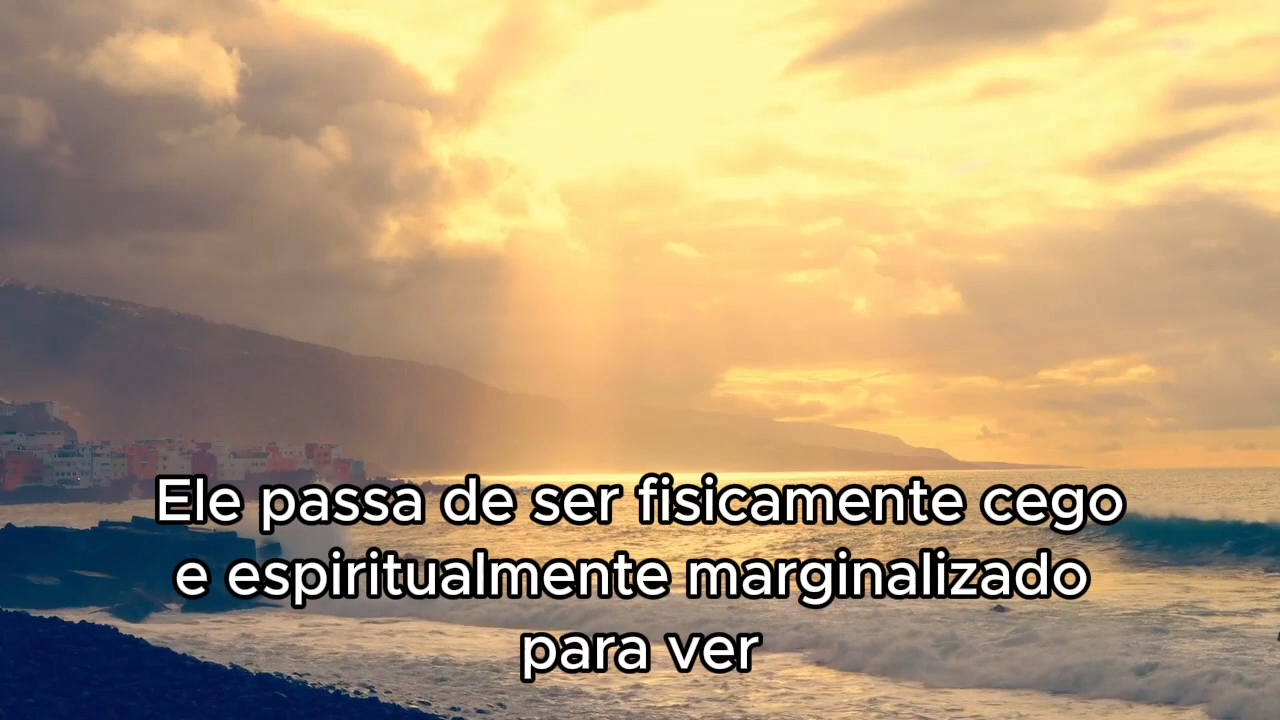 Ele passa de ser fisicamente cego
e espiritualmente marginalizado
para ver